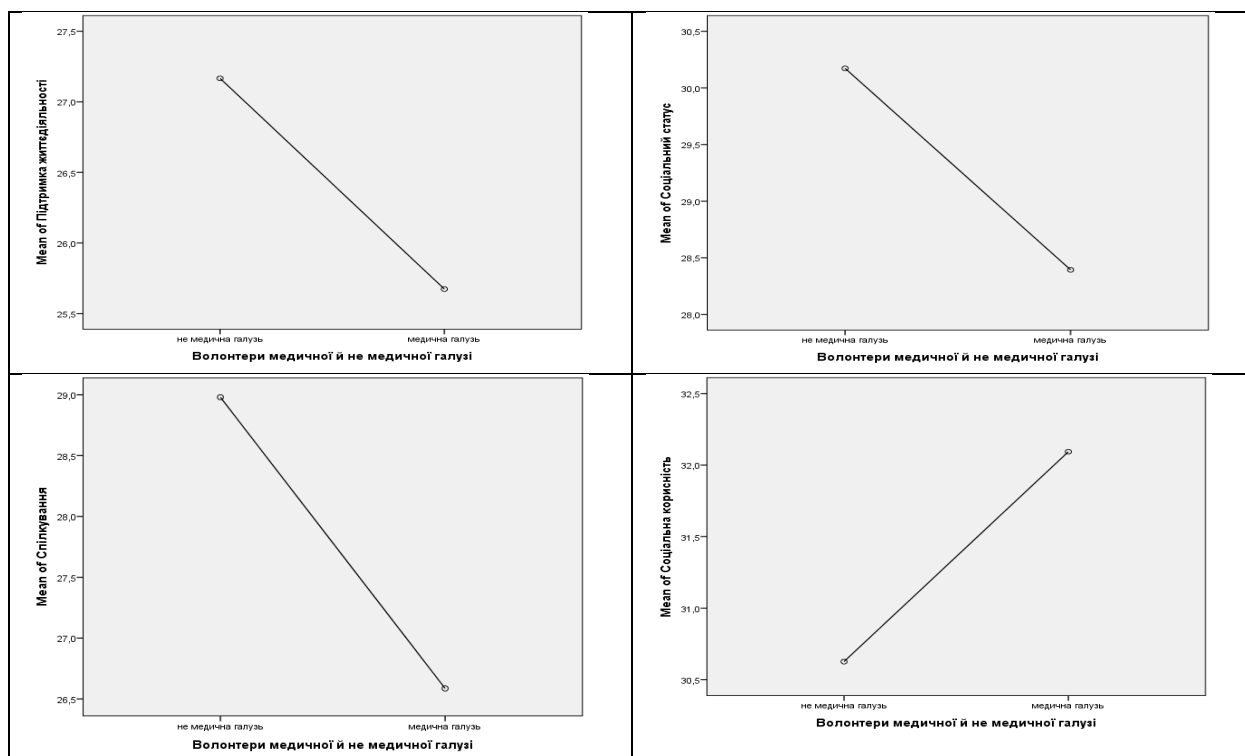 Mean of Підтримка життєдіяльності
27,5
27,0
26,5
26,0
25,5
не медична галузь медична галузь
Волонтери медичної й не медичної галузі
Mean of Соціальний статус
30,5
30,0
29,5
29,0
28,5
28,0
не медична галузь медична галузь
Волонтери медичної й не медичної галузі
Mean of Спілкування
29,0
28,5
28,0
27,5
27,0
26,5
не медична галузь медична галузь
Волонтери медичної й не медичної галузі
Mean of Соціальна корисність
32,5
32,0
31,5
31,0
30,5
не медична галузь медична галузь
Волонтери медичної й не медичної галузі